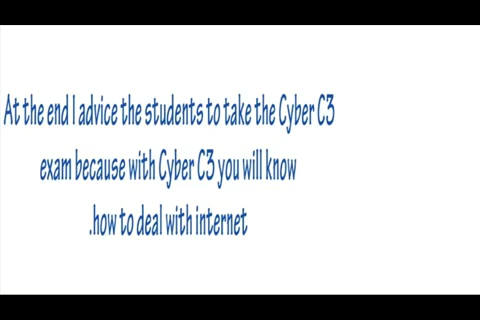 At the end I advice the students to take the Cyber C3
exam because with Cyber C3 you will know
.how to deal with internet